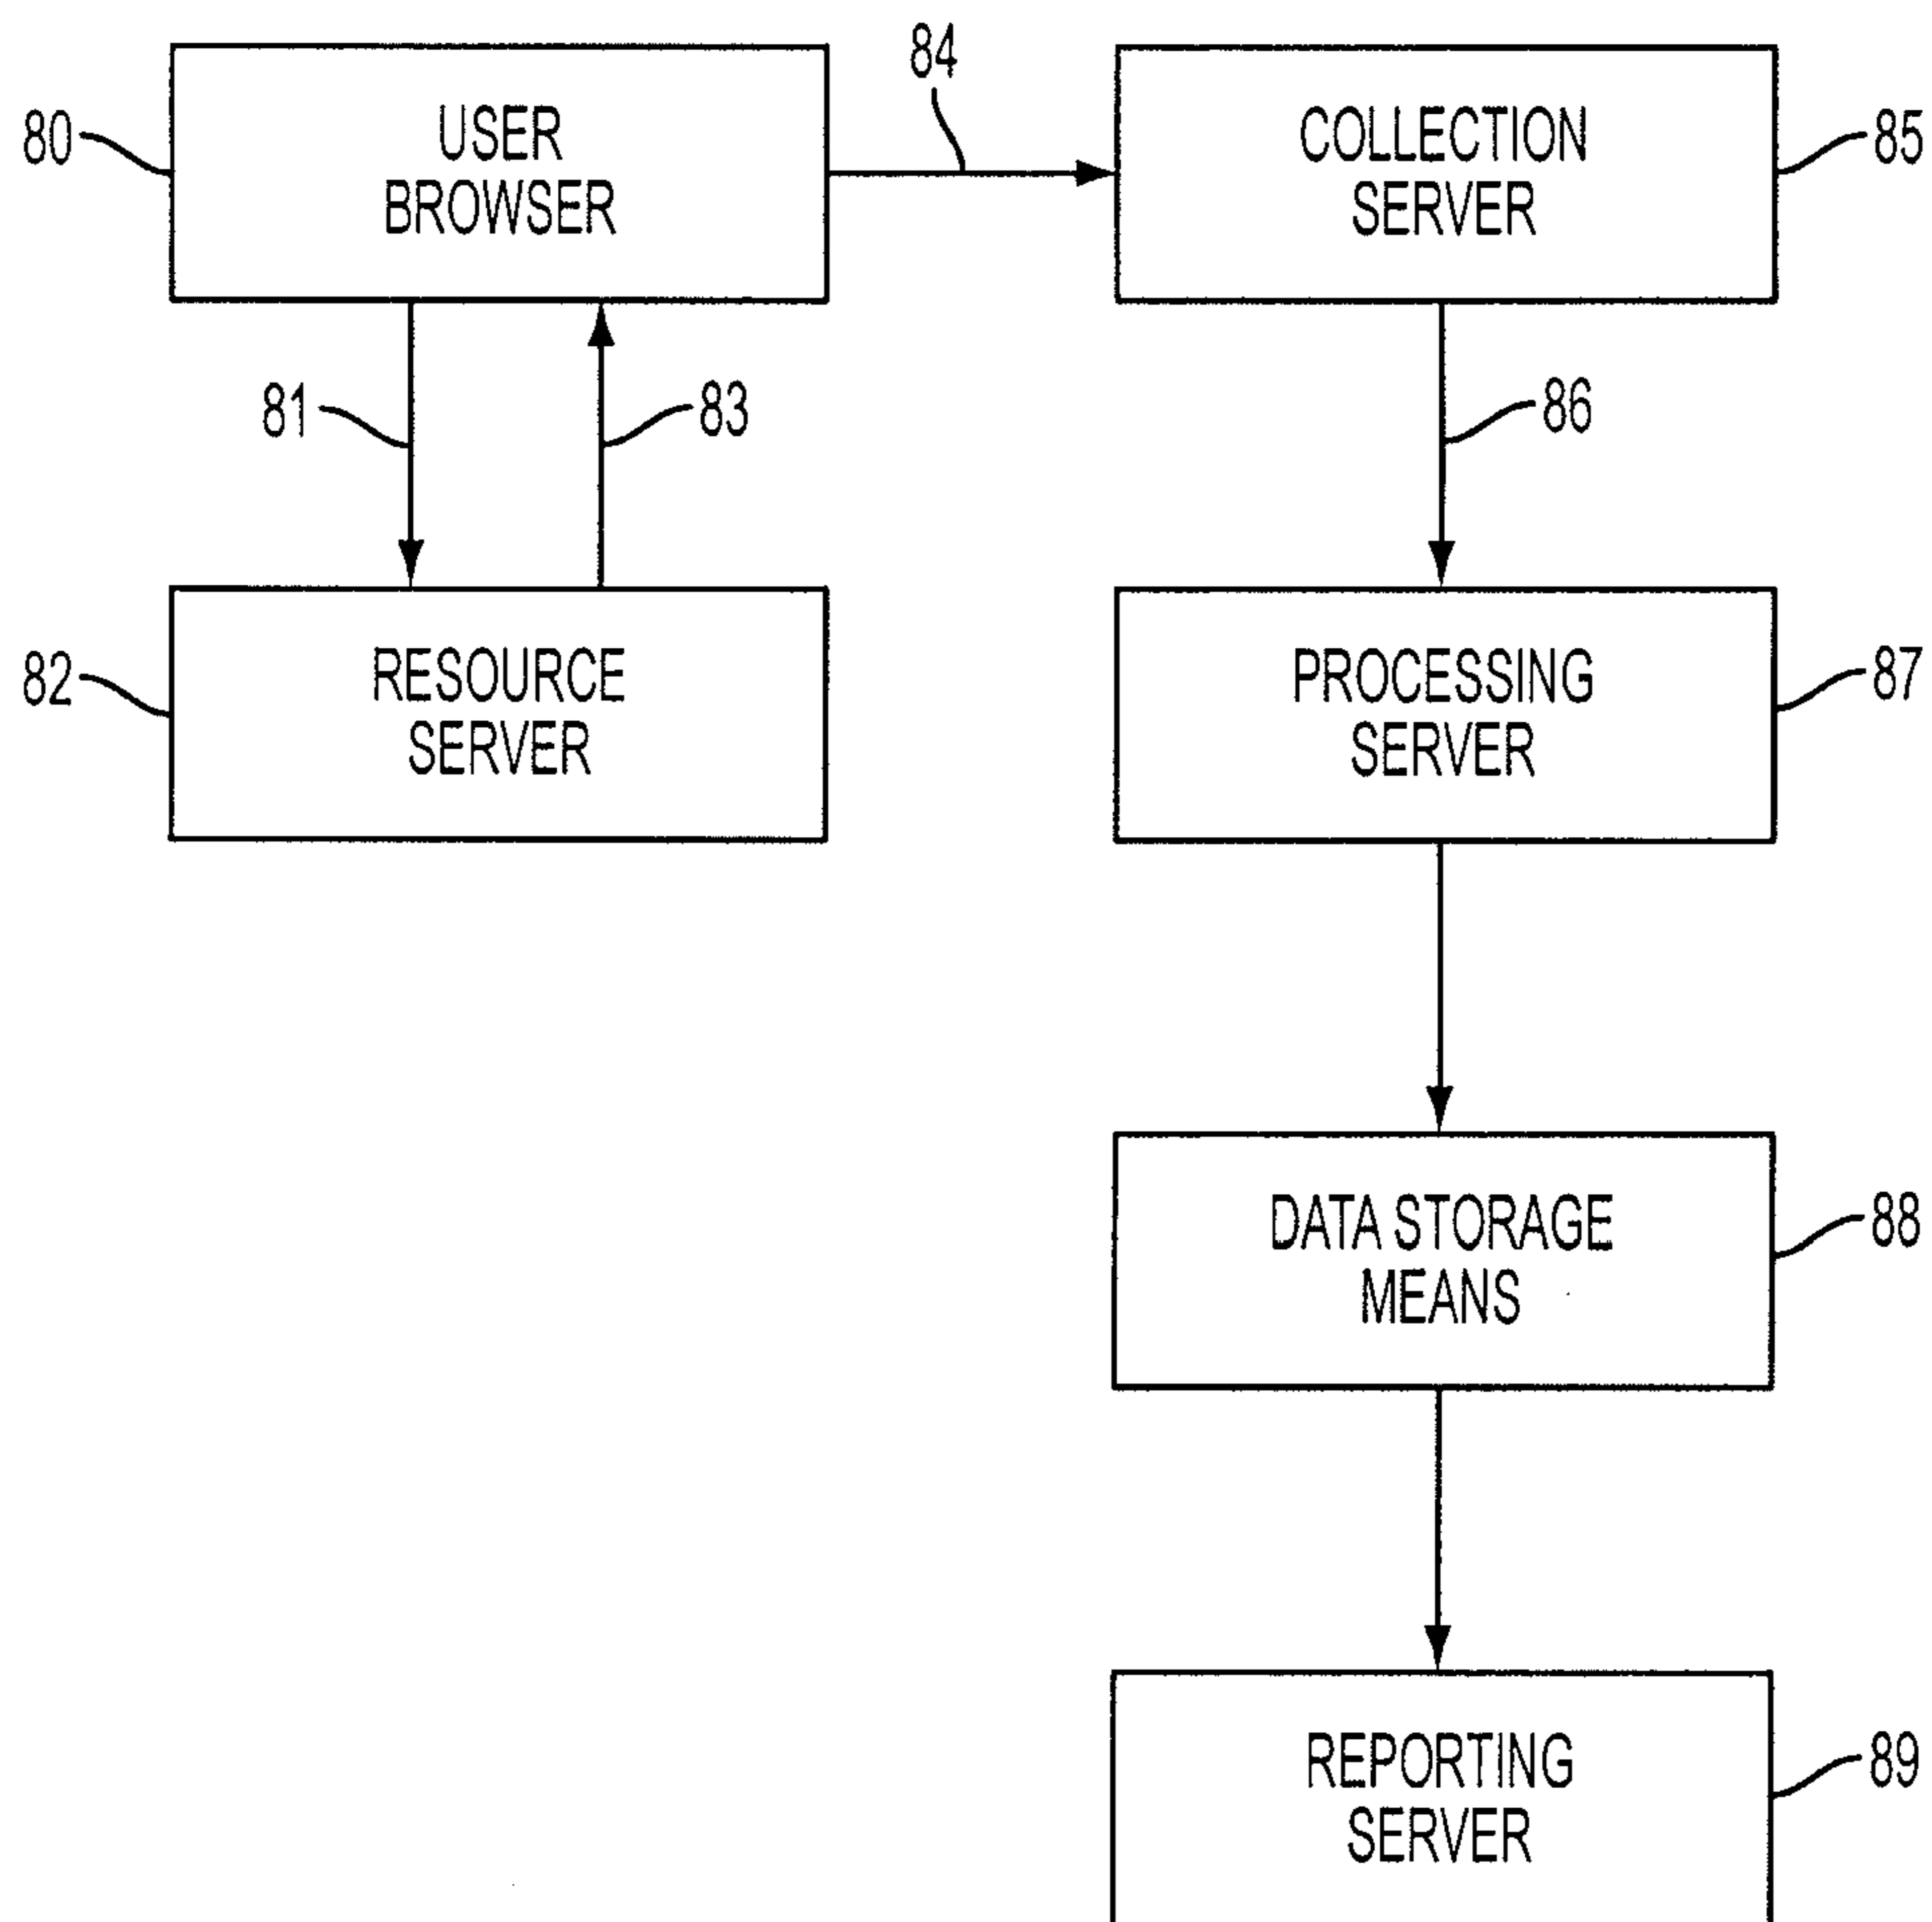 84
80
USER
BROWSER
COLLECTION
SERVER
85
81
83
86
82
RESOURCE
SERVER
PROCESSING
SERVER
87
DATA STORAGE
MEANS
88
REPORTING
SERVER
89